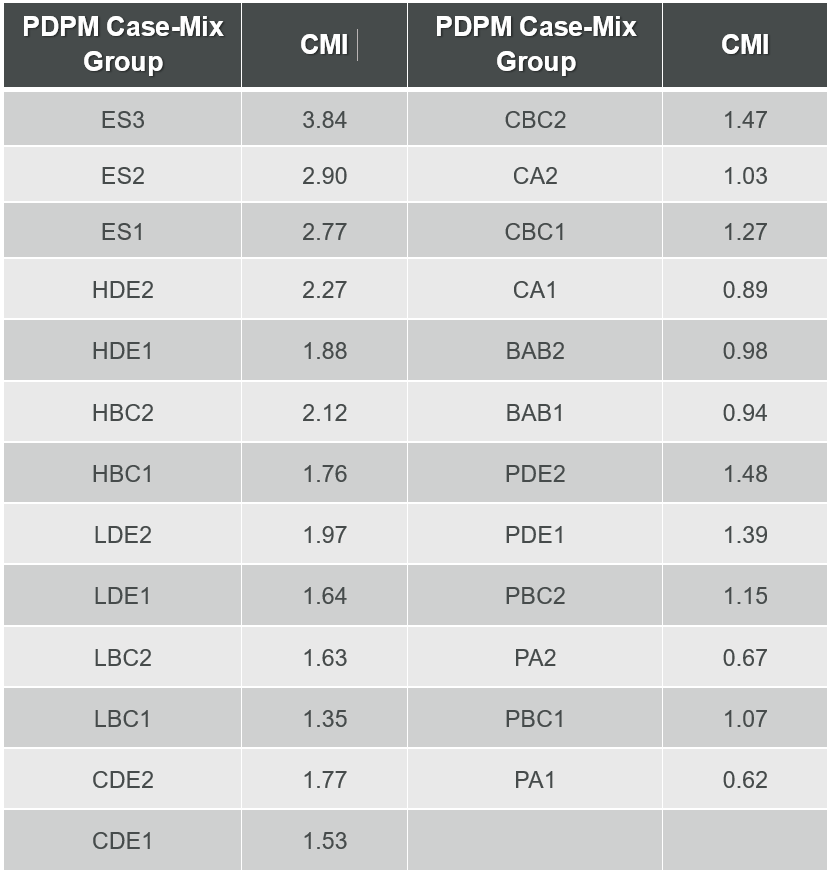 PDPM Case-Mix Group CMI PDPM Case-Mix Group CMI
ES3 3.84 CBC2 1.47
ES2 2.90 CA2 1.03
ES1 2.77 CBC1 1.27
HDE2 2.27 CA1 0.89
HDE1 1.88 BAB2 0.98
HBC2 2.12 BAB1 0.94
HBC1 1.76 PDE2 1.48
LDE2 1.97 PDE1 1.39
LDE1 1.64 PBC2 1.15
LBC2 1.63 PA2 0.67
LBC1 1.35 PBC1 1.07
CDE2 1.77 PA1 0.62
CDE1 1.53